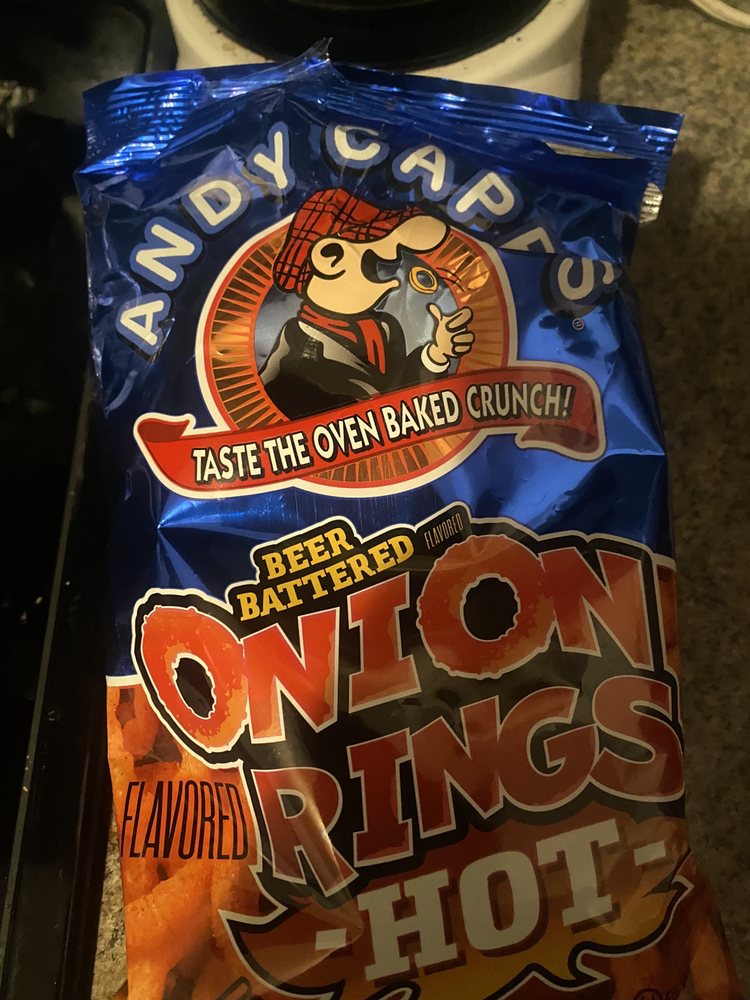 ANDY CAPP'S
®
TASTE THE OVEN BAKED CRUNCH!
BEER
BATTERED FLAVORED
ONION
RINGS
FLAVORED
-HOT-